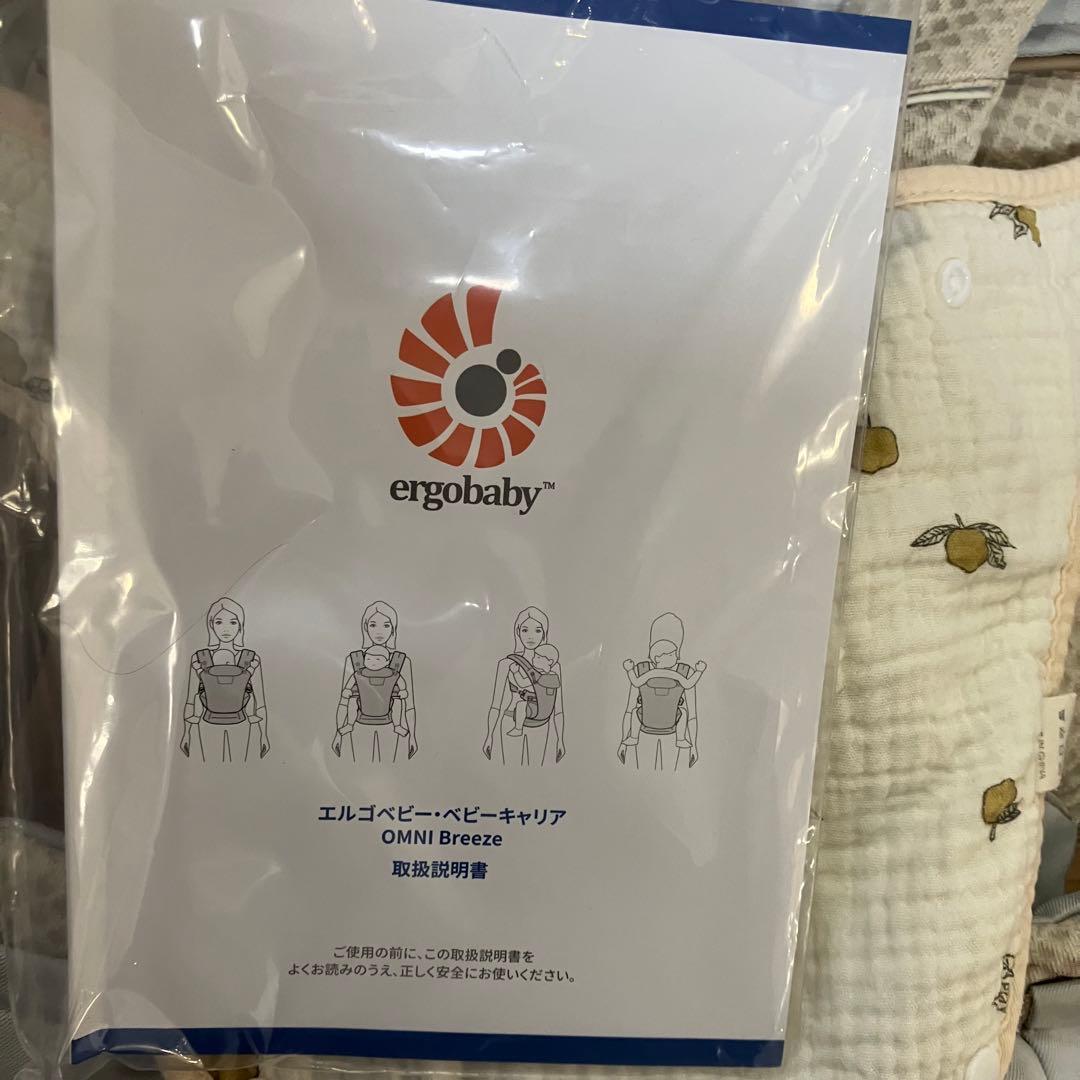 ergobaby™
エルゴベビー・ベビーキャリア
OMNI Breeze
取扱説明書
ご使用の前に、この取扱説明書を
よくお読みのうえ、正しく安全にお使いください。